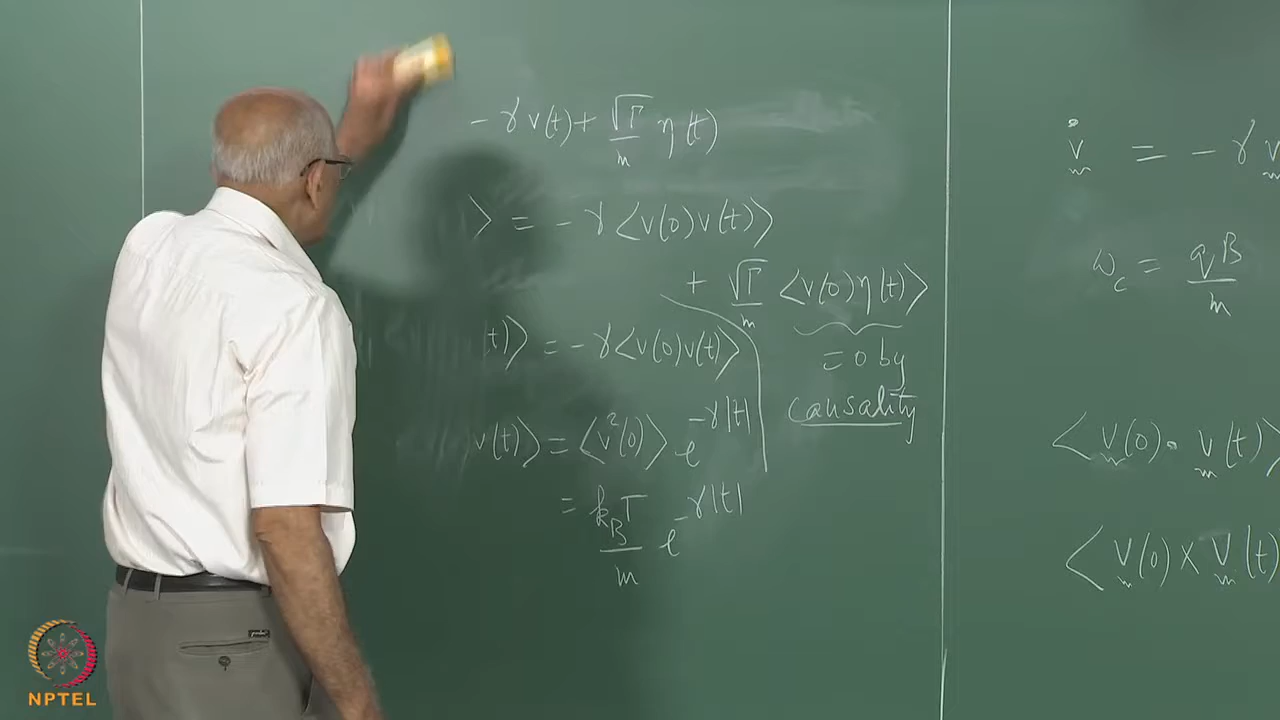 - γ v(t) + √Γ/m η(t)
⟩ = - γ ⟨v(0)v(t)⟩
+ √Γ/m ⟨v(0)η(t)⟩
= 0 by
causality
t)⟩ = - γ⟨v(0)v(t)⟩
v(t)⟩ = ⟨v²(0)⟩ e^{-γ|t|}
= k_B T/m e^{-γ|t|}
v̇ = - γ v
ω_c = qB/m
⟨v(0)·v(t)⟩
⟨v(0) × v(t)
NPTEL